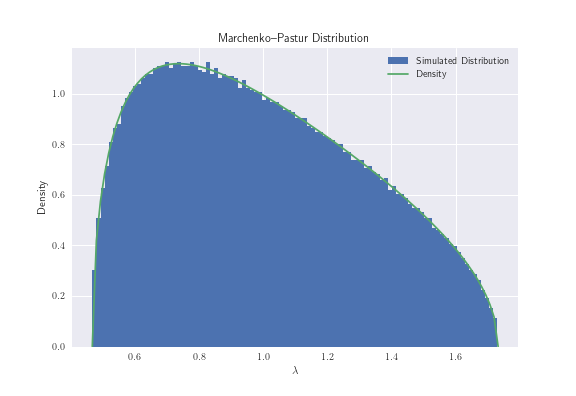 Marchenko–Pastur Distribution
Simulated Distribution
Density
1.0
0.8
0.6
0.4
0.2
0.0
Density
0.6
0.8
1.0
1.2
1.4
1.6
λ